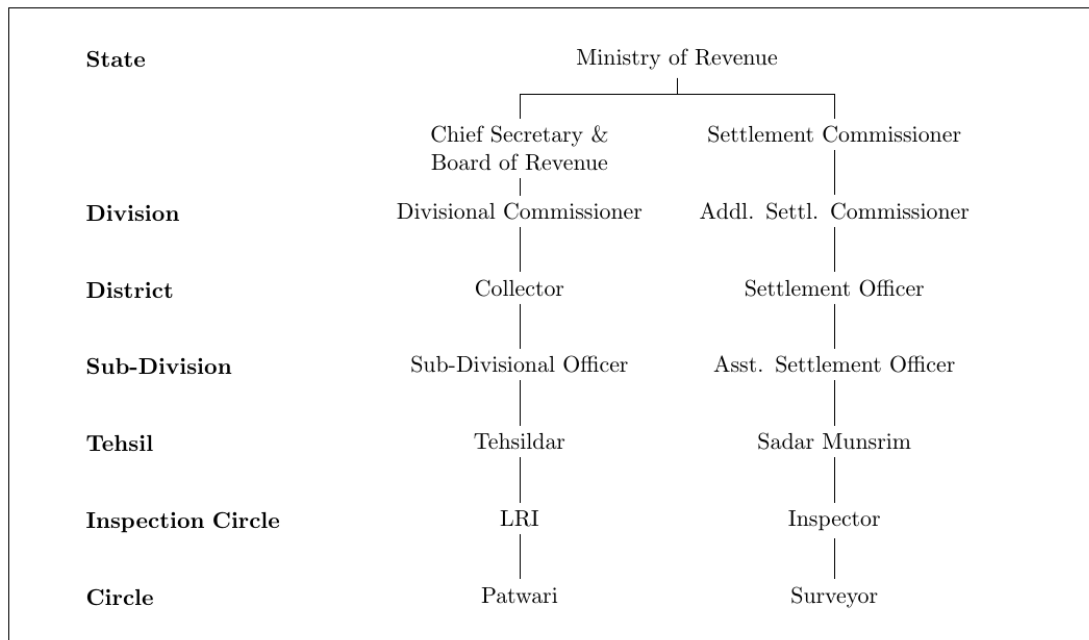 State Ministry of Revenue
Chief Secretary & Settlement Commissioner
Board of Revenue
Division Divisional Commissioner Addl. Settl. Commissioner
District Collector Settlement Officer
Sub-Division Sub-Divisional Officer Asst. Settlement Officer
Tehsil Tehsildar Sadar Munsrim
Inspection Circle LRI Inspector
Circle Patwari Surveyor